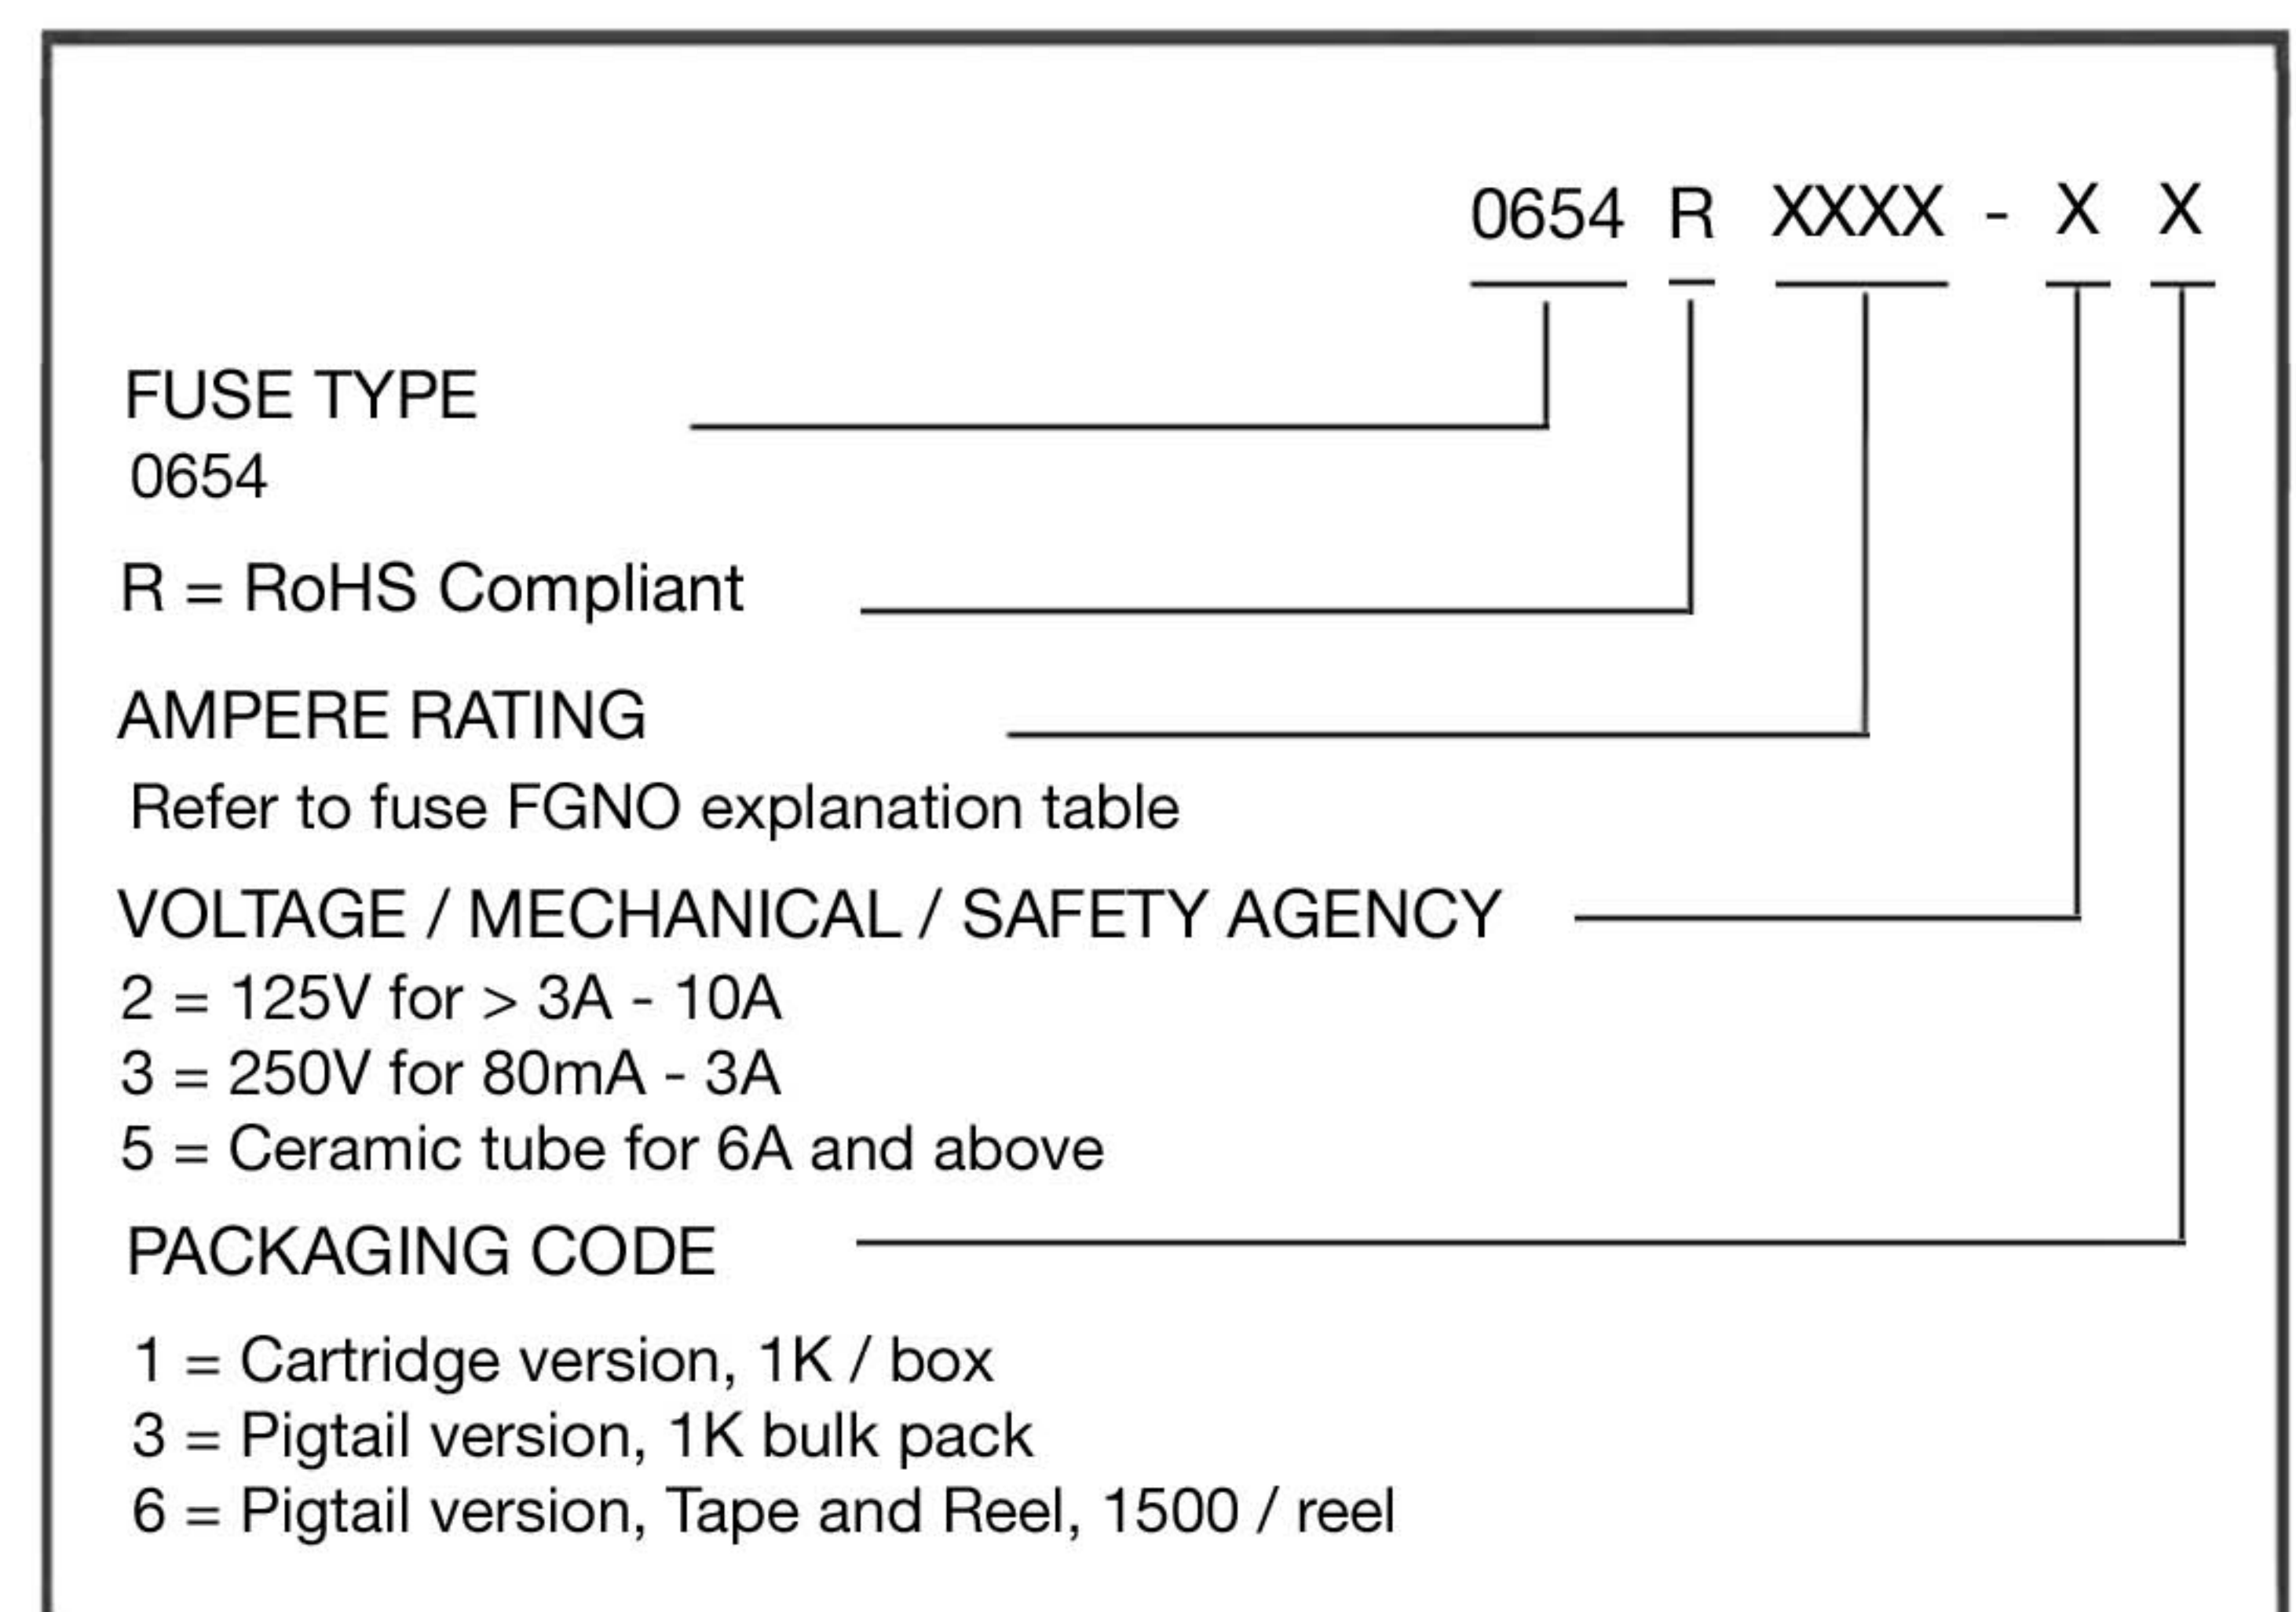 0654 R XXXX - X X
FUSE TYPE
0654
R = RoHS Compliant
AMPERE RATING
Refer to fuse FGNO explanation table
VOLTAGE / MECHANICAL / SAFETY AGENCY
2 = 125V for > 3A - 10A
3 = 250V for 80mA - 3A
5 = Ceramic tube for 6A and above
PACKAGING CODE
1 = Cartridge version, 1K / box
3 = Pigtail version, 1K bulk pack
6 = Pigtail version, Tape and Reel, 1500 / reel